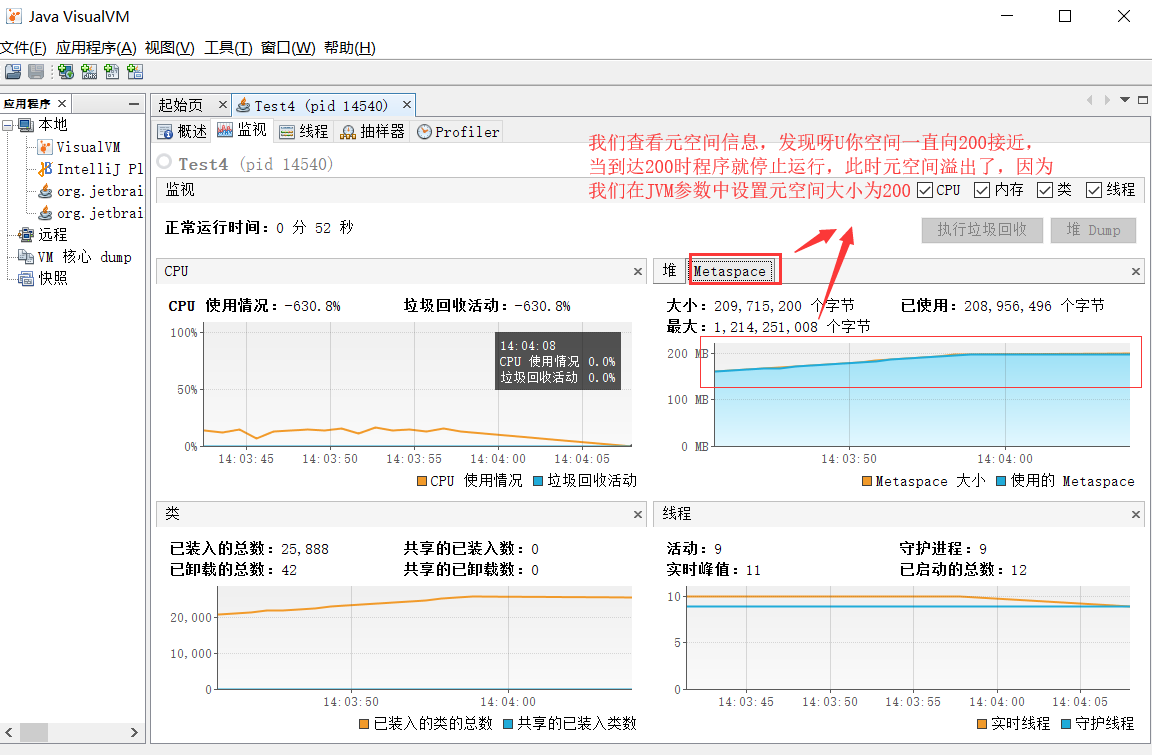 Java VisualVM
文件(F) 应用程序(A) 视图(V) 工具(T) 窗口(W) 帮助(H)
应用程序
本地
VisualVM
IntelliJ Pl
org.jetbrai
org.jetbrai
远程
VM 核心 dump
快照
起始页
Test4 (pid 14540)
概述 监视 线程 抽样器 Profiler
Test4 (pid 14540)
我们查看元空间信息，发现呀U你空间一直向200接近，
当到达200时程序就停止运行，此时元空间溢出了，因为
我们在JVM参数中设置元空间大小为200
监视
CPU 内存 类 线程
正常运行时间：0 分 52 秒
执行垃圾回收 堆 Dump
CPU
CPU 使用情况：-630.8% 垃圾回收活动：-630.8%
100%
50%
0%
14:04:08
CPU 使用情况 0.0%
垃圾回收活动 0.0%
14:03:45 14:03:50 14:03:55 14:04:00 14:04:05
CPU 使用情况 垃圾回收活动
堆 Metaspace
大小：209,715,200 个字节 已使用：208,956,496 个字节
最大：1,214,251,008 个字节
200 MB
100 MB
0 MB
14:03:50 14:04:00
Metaspace 大小 使用的 Metaspace
类
已装入的总数：25,888 共享的已装入数：0
已卸载的总数：42 共享的已卸载数：0
20,000
10,000
0
14:03:50 14:04:00
已装入的类的总数 共享的已装入类数
线程
活动：9 守护进程：9
实时峰值：11 已启动的总数：12
10
5
0
14:03:45 14:03:50 14:03:55 14:04:00 14:04:05
实时线程 守护线程